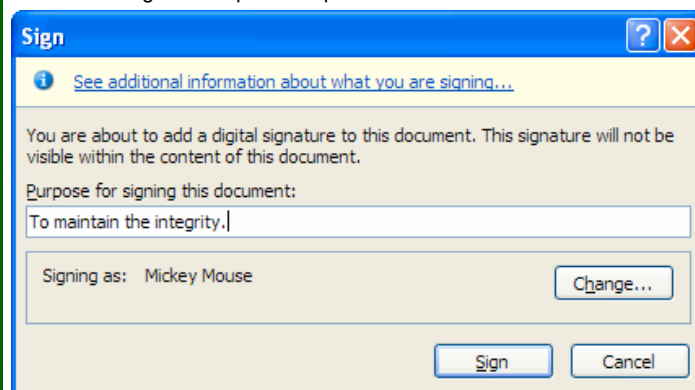 Sign
See additional information about what you are signing...
You are about to add a digital signature to this document. This signature will not be
visible within the content of this document.
Purpose for signing this document:
To maintain the integrity.
Signing as: Mickey Mouse
Change...
Sign
Cancel